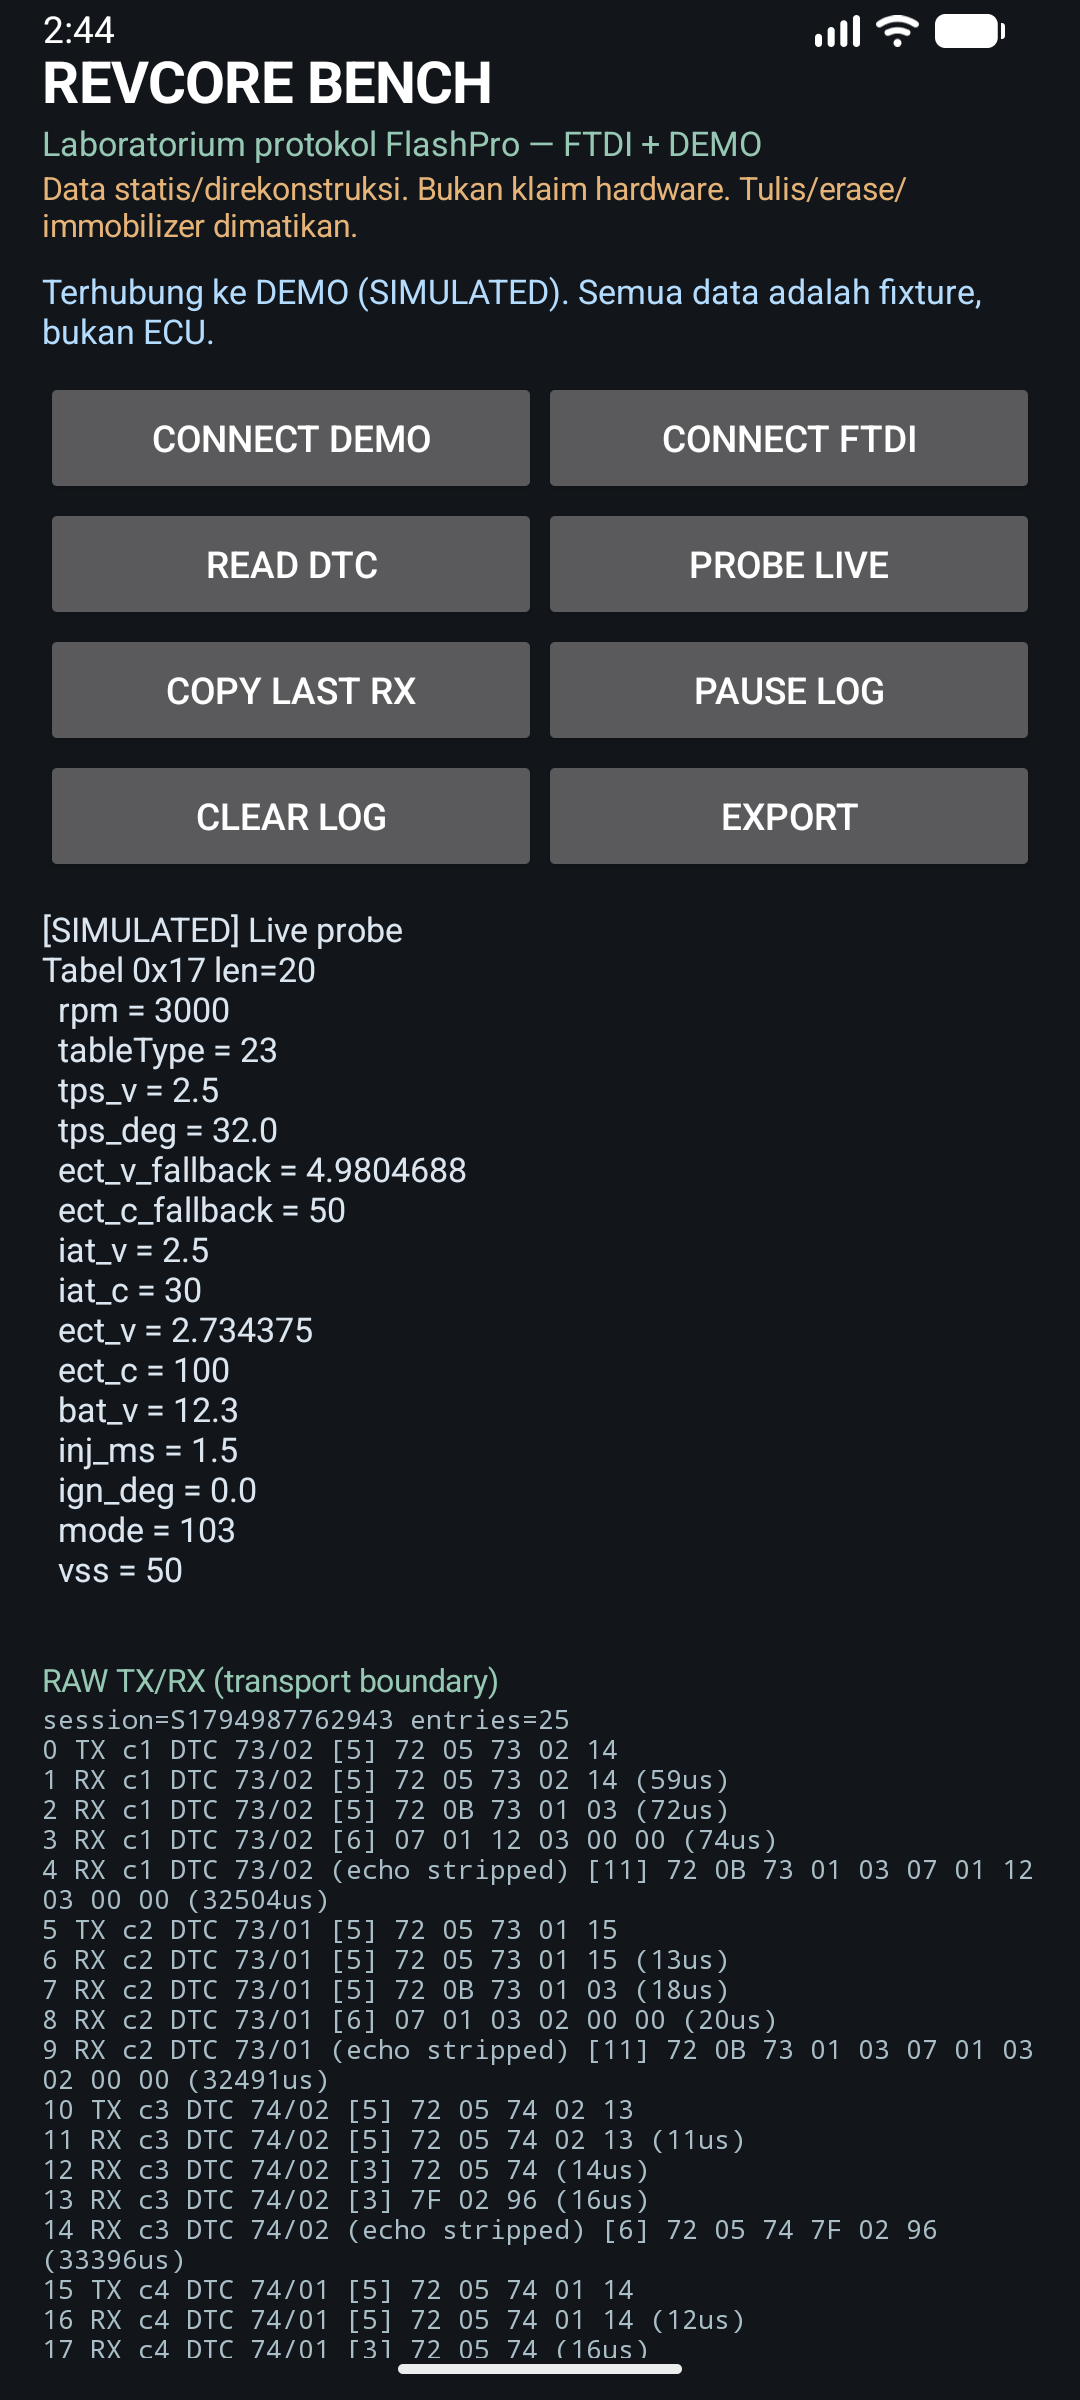 2:44
REVCORE BENCH
Laboratorium protokol FlashPro — FTDI + DEMO
Data statis/direkonstruksi. Bukan klaim hardware. Tulis/erase/
immobilizer dimatikan.
Terhubung ke DEMO (SIMULATED). Semua data adalah fixture,
bukan ECU.
CONNECT DEMO
CONNECT FTDI
READ DTC
PROBE LIVE
COPY LAST RX
PAUSE LOG
CLEAR LOG
EXPORT
[SIMULATED] Live probe
Tabel 0x17 len=20
rpm = 3000
tableType = 23
tps_v = 2.5
tps_deg = 32.0
ect_v_fallback = 4.9804688
ect_c_fallback = 50
iat_v = 2.5
iat_c = 30
ect_v = 2.734375
ect_c = 100
bat_v = 12.3
inj_ms = 1.5
ign_deg = 0.0
mode = 103
vss = 50
RAW TX/RX (transport boundary)
session=S1794987762943 entries=25
0 TX c1 DTC 73/02 [5] 72 05 73 02 14
1 RX c1 DTC 73/02 [5] 72 05 73 02 14 (59us)
2 RX c1 DTC 73/02 [5] 72 0B 73 01 03 (72us)
3 RX c1 DTC 73/02 [6] 07 01 12 03 00 00 (74us)
4 RX c1 DTC 73/02 (echo stripped) [11] 72 0B 73 01 03 07 01 12
03 00 00 (32504us)
5 TX c2 DTC 73/01 [5] 72 05 73 01 15
6 RX c2 DTC 73/01 [5] 72 05 73 01 15 (13us)
7 RX c2 DTC 73/01 [5] 72 0B 73 01 03 (18us)
8 RX c2 DTC 73/01 [6] 07 01 03 02 00 00 (20us)
9 RX c2 DTC 73/01 (echo stripped) [11] 72 0B 73 01 03 07 01 03
02 00 00 (32491us)
10 TX c3 DTC 74/02 [5] 72 05 74 02 13
11 RX c3 DTC 74/02 [5] 72 05 74 02 13 (11us)
12 RX c3 DTC 74/02 [3] 72 05 74 (14us)
13 RX c3 DTC 74/02 [3] 7F 02 96 (16us)
14 RX c3 DTC 74/02 (echo stripped) [6] 72 05 74 7F 02 96
(33396us)
15 TX c4 DTC 74/01 [5] 72 05 74 01 14
16 RX c4 DTC 74/01 [5] 72 05 74 01 14 (12us)
17 RX c4 DTC 74/01 [3] 72 05 74 (16us)